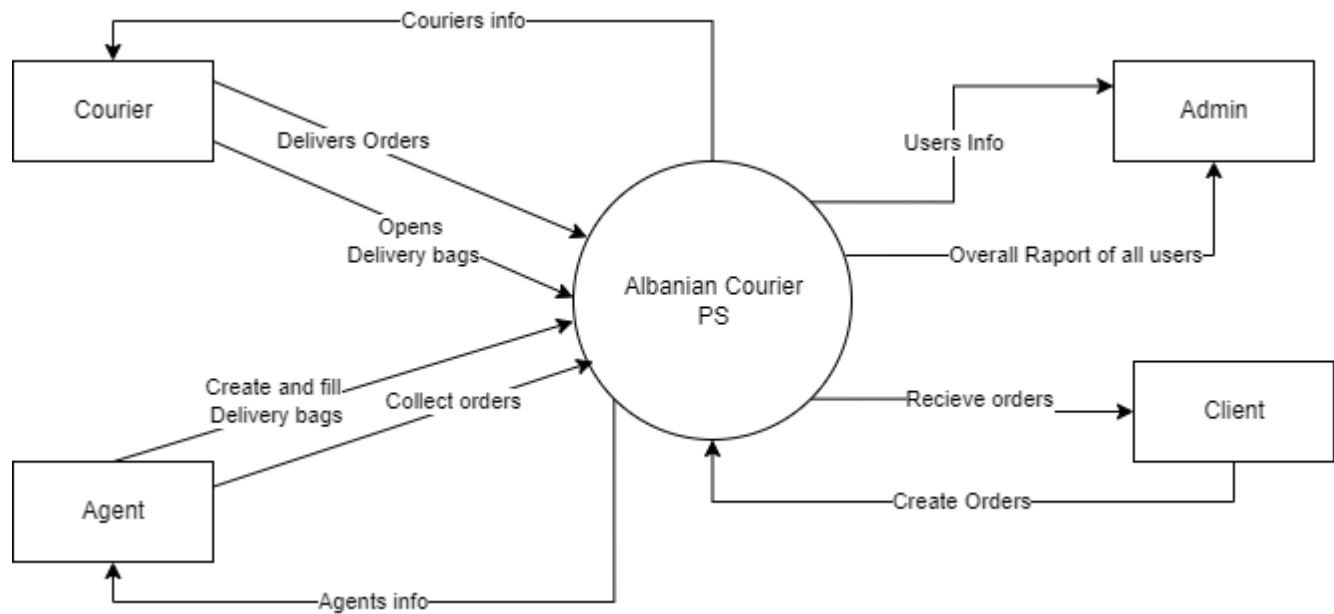 Couriers info
Courier
Admin
Delivers Orders
Users Info
Opens
Delivery bags
Overall Raport of all users
Albanian Courier
PS
Create and fill
Delivery bags
Collect orders
Recieve orders
Client
Agent
Create Orders
Agents info